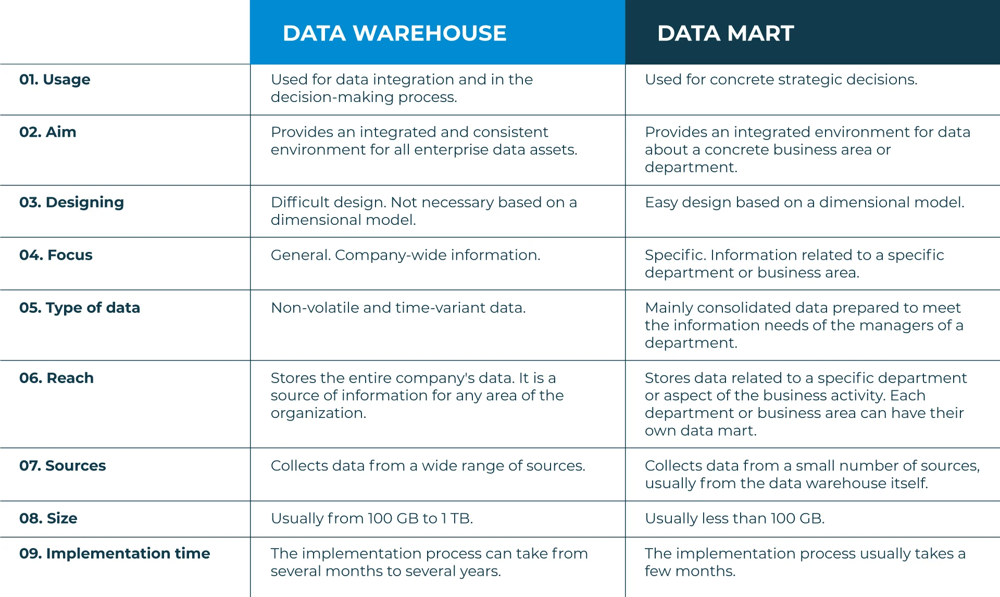 DATA WAREHOUSE
DATA MART
01. Usage
Used for data integration and in the
decision-making process.
Used for concrete strategic decisions.
02. Aim
Provides an integrated and consistent
environment for all enterprise data assets.
Provides an integrated environment for data
about a concrete business area or
department.
03. Designing
Difficult design. Not necessary based on a
dimensional model.
Easy design based on a dimensional model.
04. Focus
General. Company-wide information.
Specific. Information related to a specific
department or business area.
05. Type of data
Non-volatile and time-variant data.
Mainly consolidated data prepared to meet
the information needs of the managers of a
department.
06. Reach
Stores the entire company's data. It is a
source of information for any area of the
organization.
Stores data related to a specific department
or aspect of the business activity. Each
department or business area can have their
own data mart.
07. Sources
Collects data from a wide range of sources.
Collects data from a small number of sources,
usually from the data warehouse itself.
08. Size
Usually from 100 GB to 1 TB.
Usually less than 100 GB.
09. Implementation time
The implementation process can take from
several months to several years.
The implementation process usually takes a
few months.